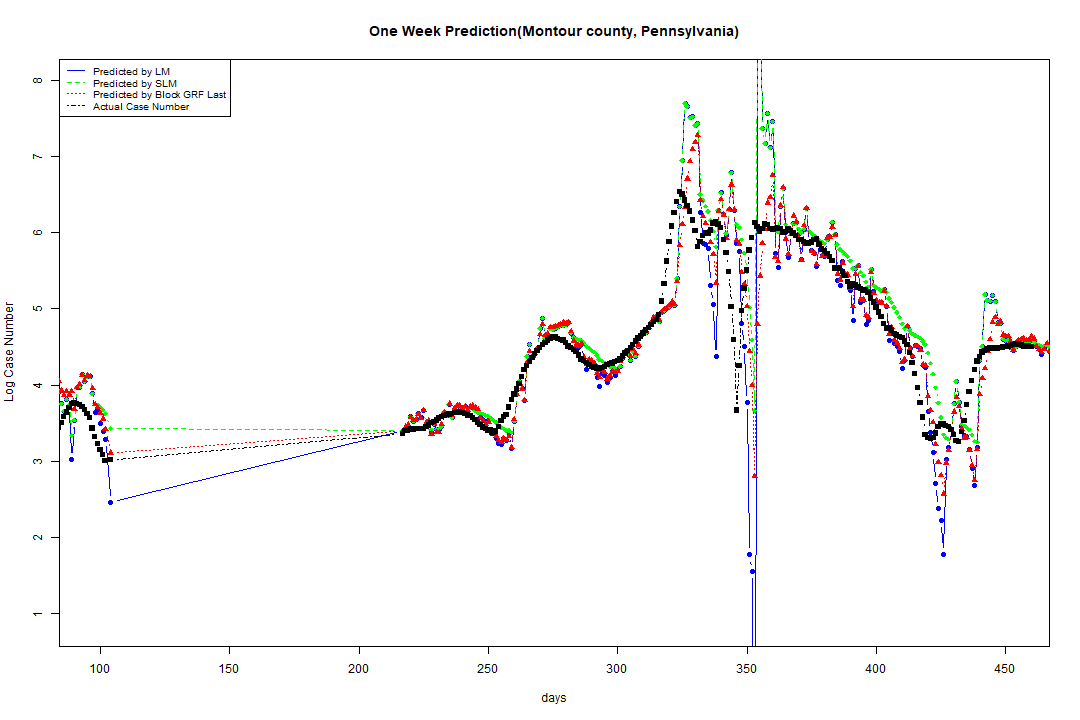 One Week Prediction(Montour county, Pennsylvania)
Predicted by LM
Predicted by SLM
Predicted by Block GRF Last
Actual Case Number
8
7
6
5
4
3
2
1
Log Case Number
100 150 200 250 300 350 400 450
days